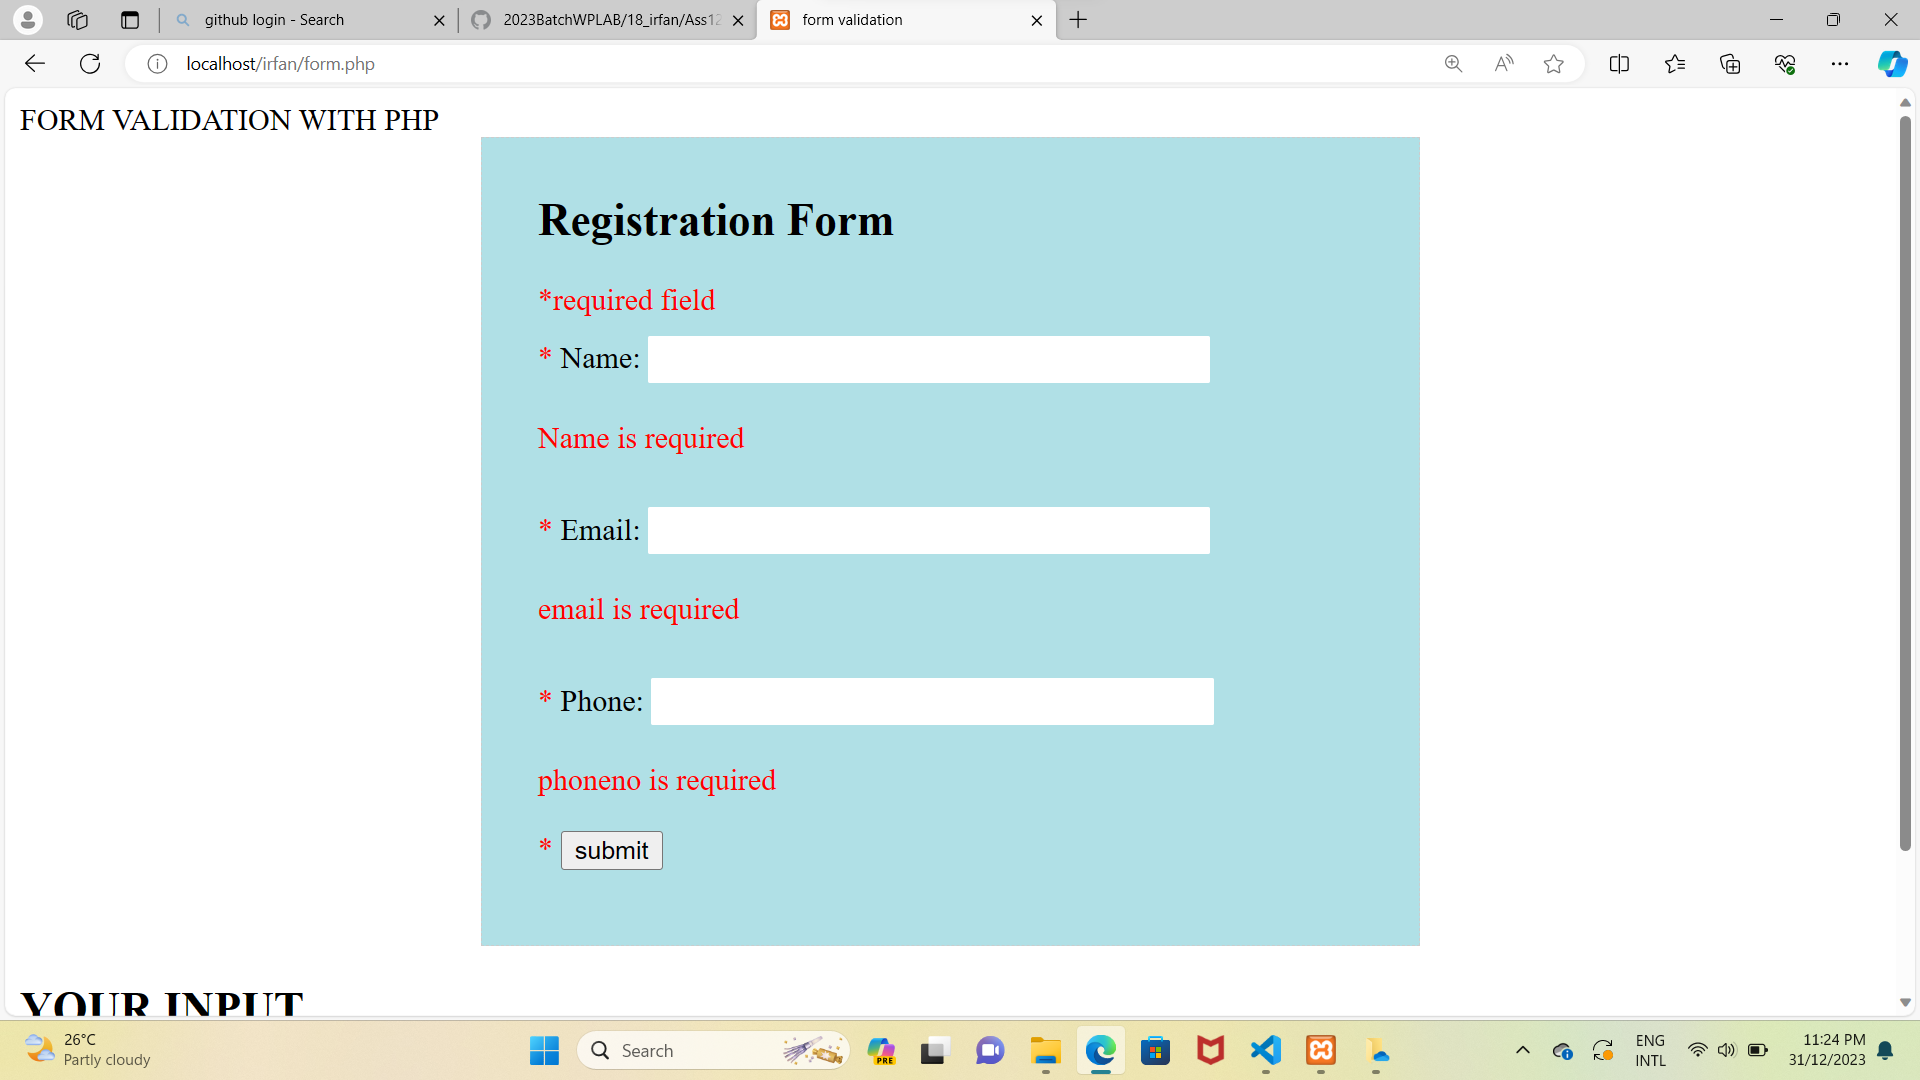 github login - Search
2023BatchWPLAB/18_irfan/Ass12
form validation
localhost/irfan/form.php
FORM VALIDATION WITH PHP
Registration Form
*required field
* Name:
Name is required
* Email:
email is required
* Phone:
phoneno is required
* submit
YOUR INPUT
26°C
Partly cloudy
Search
PRE
ENG
INTL
11:24 PM
31/12/2023